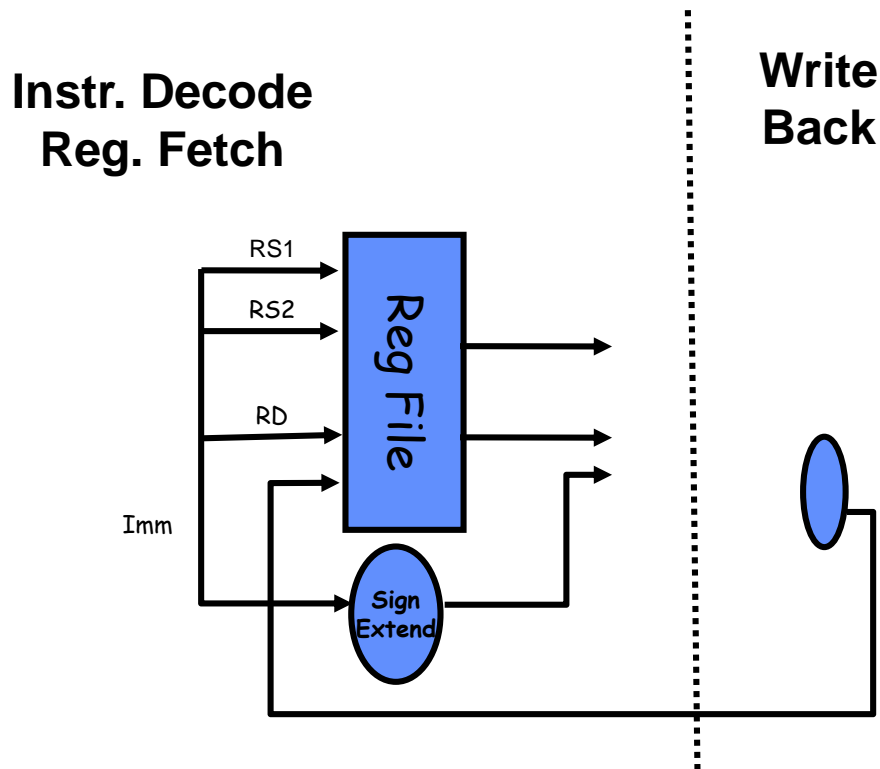 Instr. Decode
Reg. Fetch
Write
Back
RS1
RS2
RD
Imm
Reg File
Sign
Extend